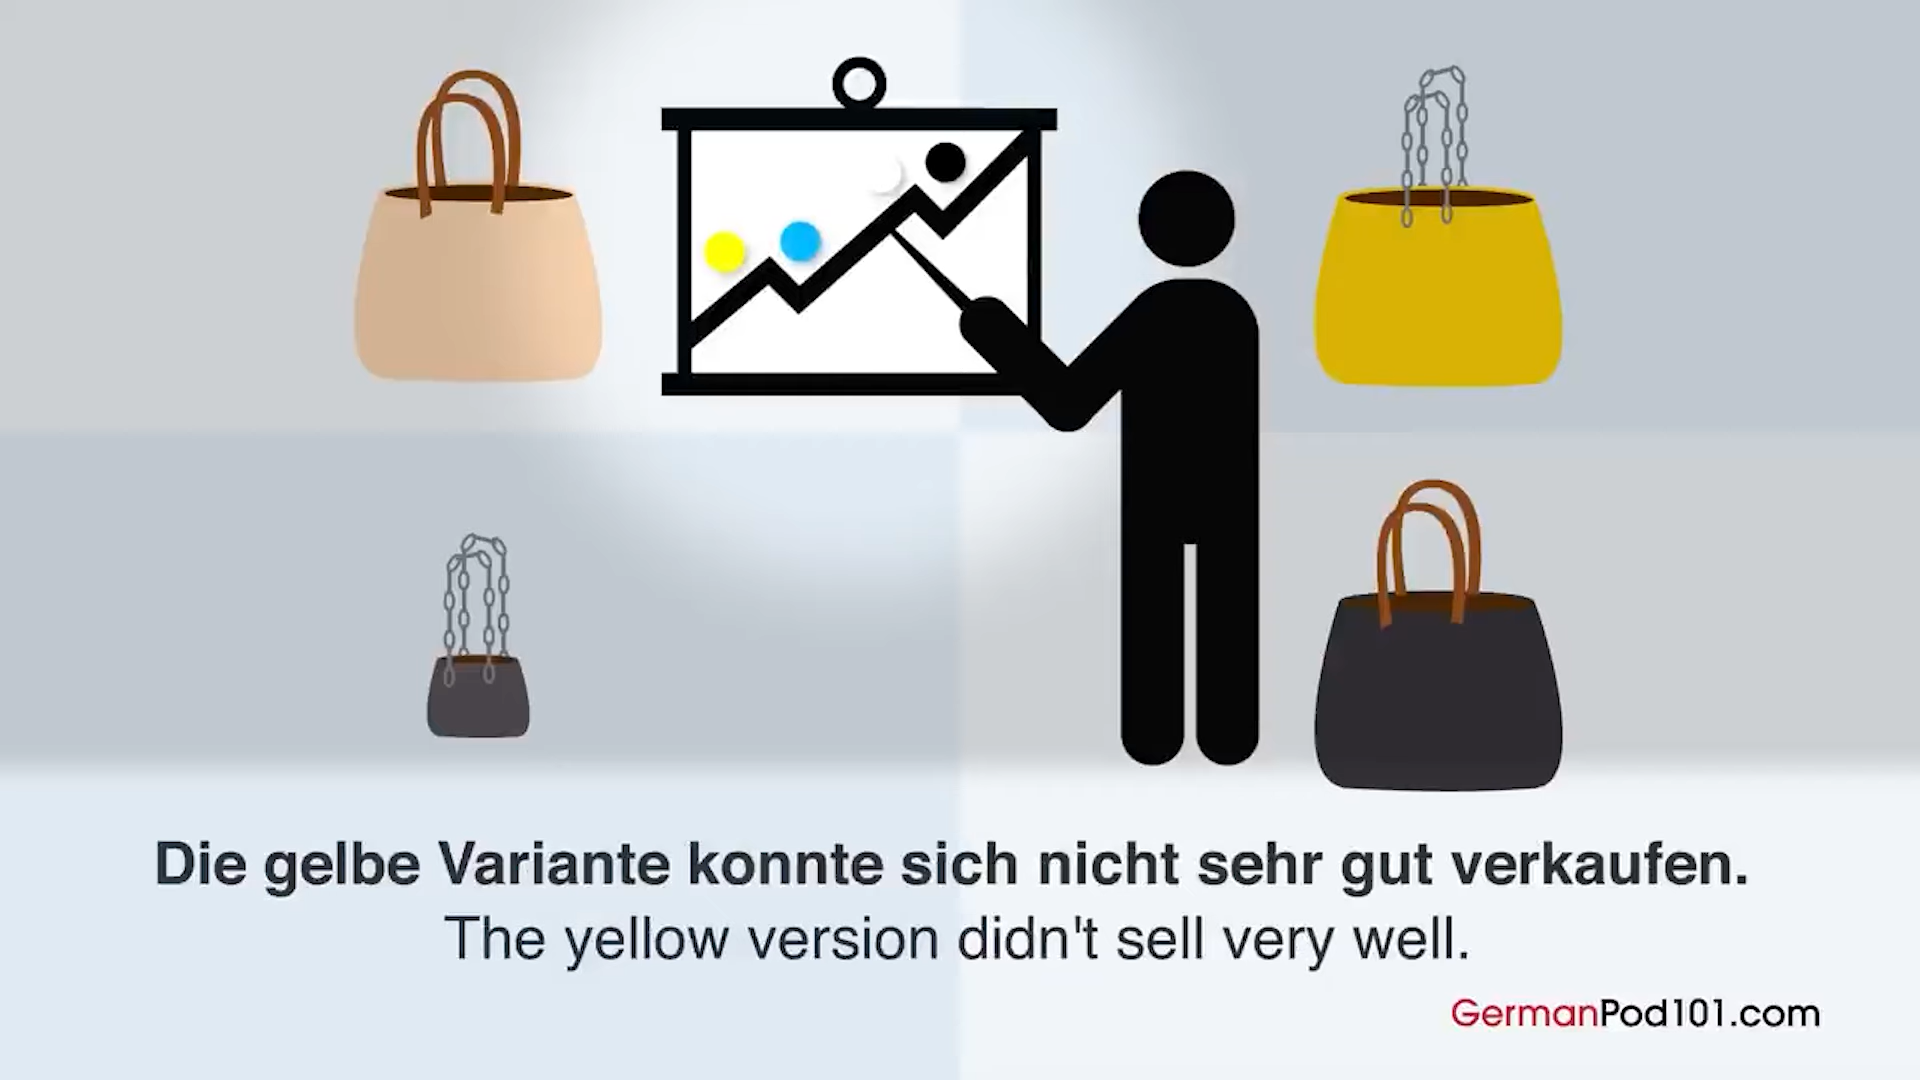 Die gelbe Variante konnte sich nicht sehr gut verkaufen.
The yellow version didn't sell very well.
GermanPod101.com